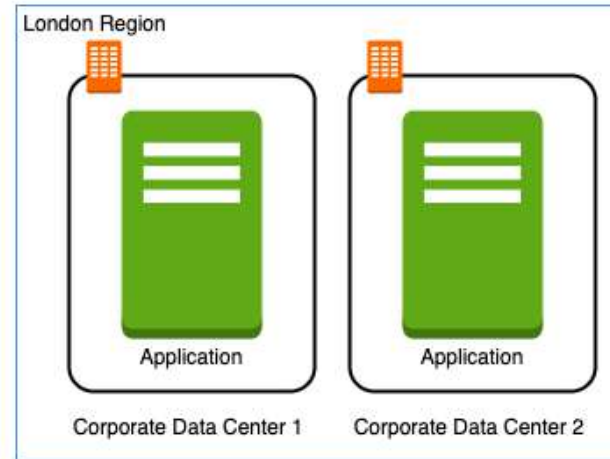 London Region
Application
Application
Corporate Data Center 1
Corporate Data Center 2